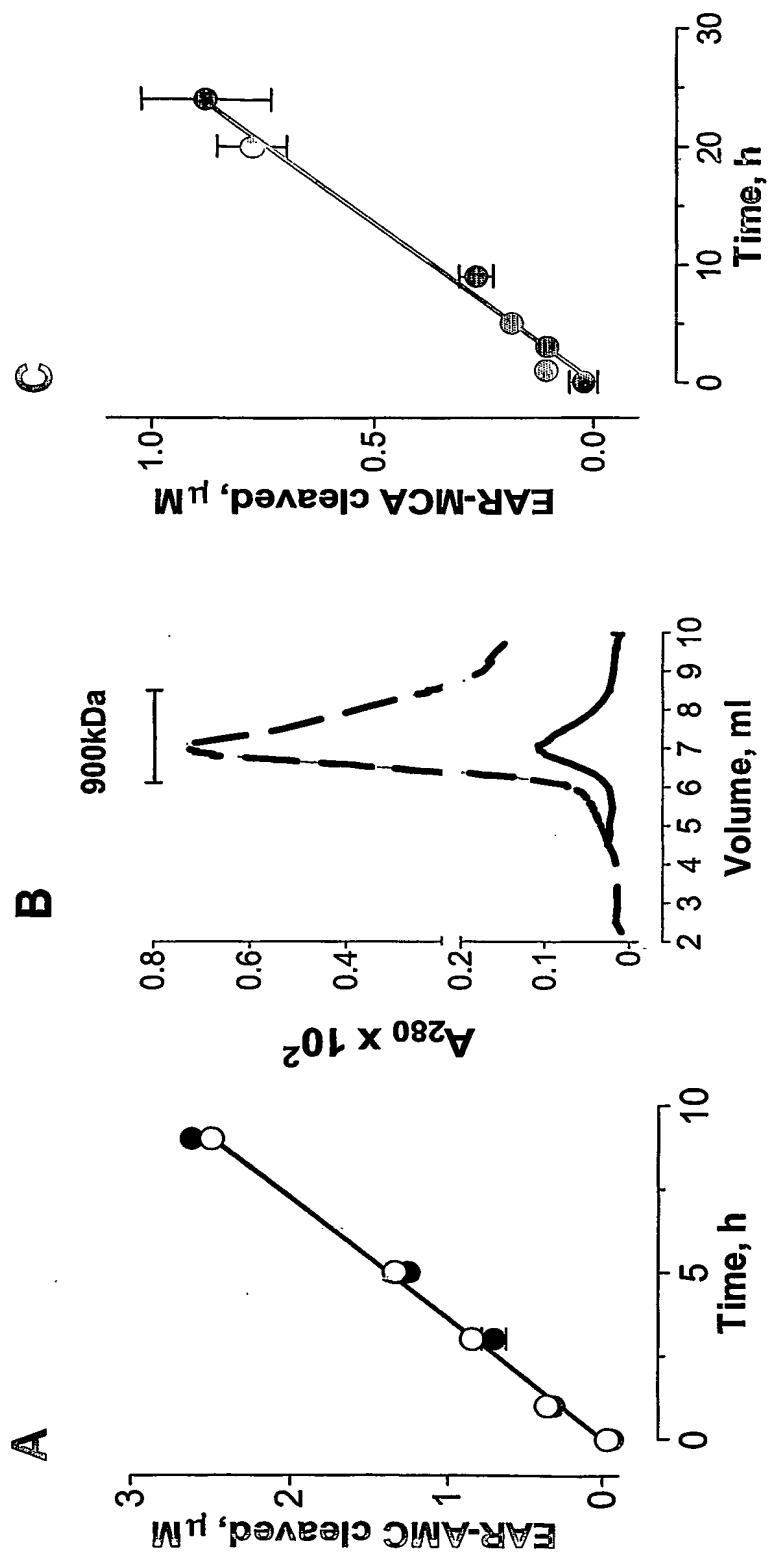 A
EAR-AMC cleaved, μM
3
2
1
0
0
5
10
Time, h
B
A280 x 10²
0.8
0.6
0.4
0.2
0.1
0
900kDa
2 3 4 5 6 7 8 9 10
Volume, ml
C
EAR-MCA cleaved, μM
1.0
0.5
0.0
0
10
20
30
Time, h